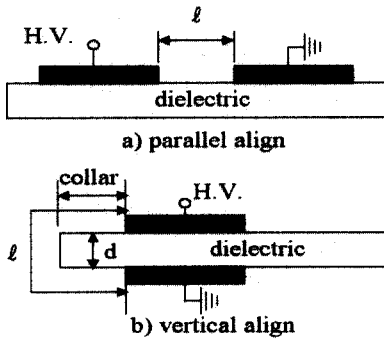 H.V.
ℓ
dielectric
a) parallel align
collar
H.V.
ℓ
d
dielectric
b) vertical align